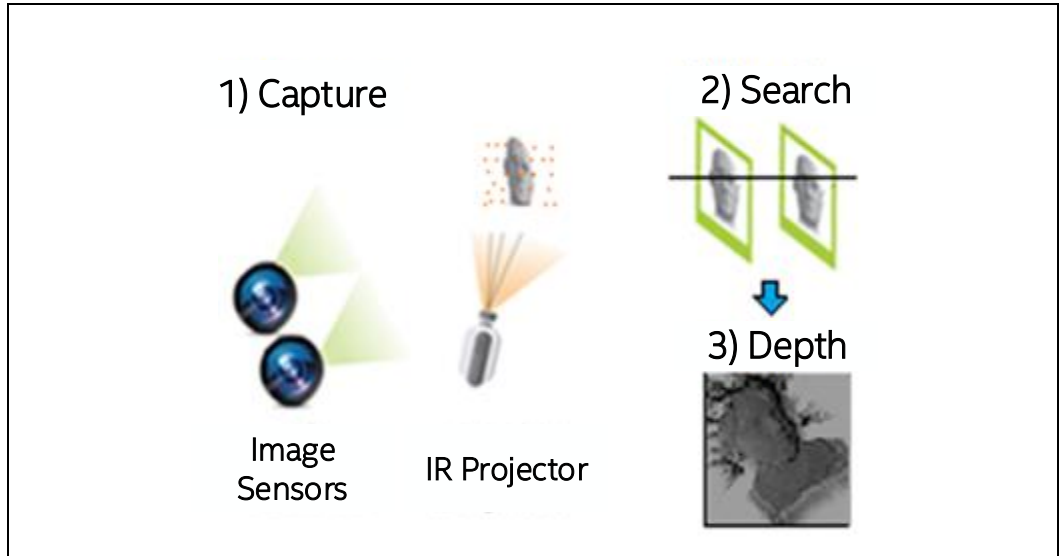 1) Capture
Image
Sensors
IR Projector
2) Search
3) Depth